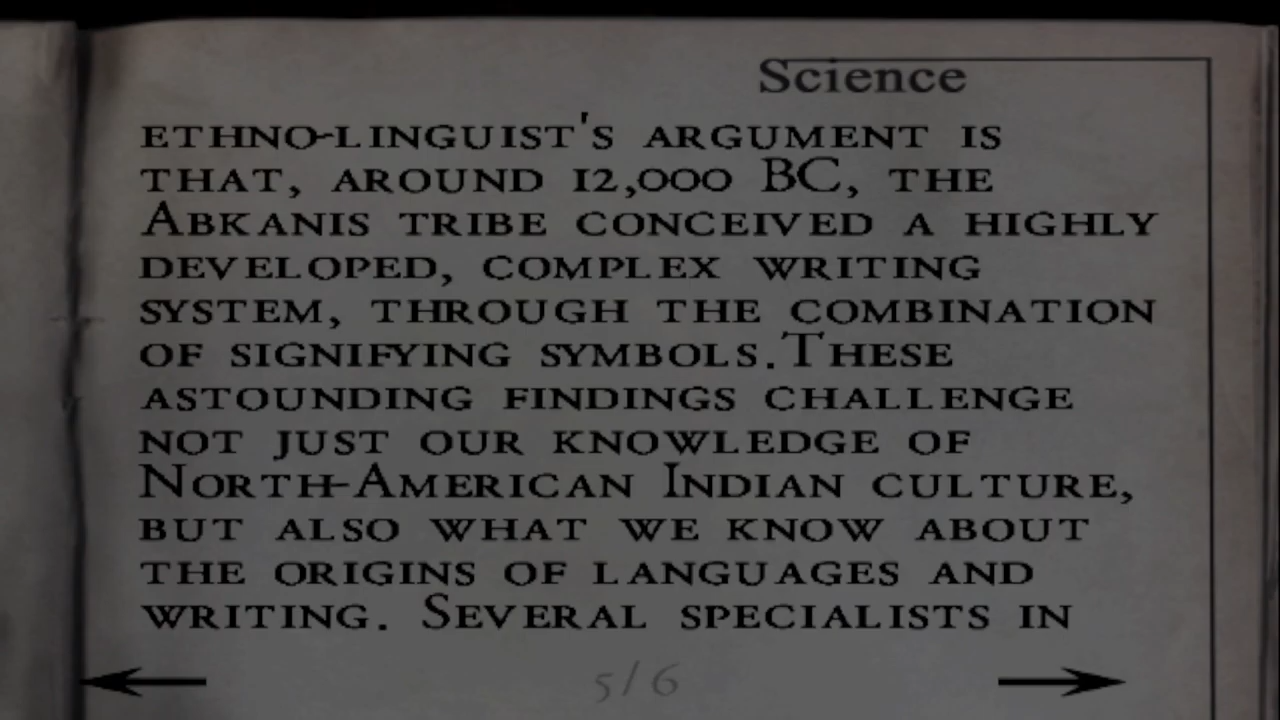 Science
ETHNO-LINGUIST'S ARGUMENT IS
THAT, AROUND 12,000 BC, THE
ABKANIS TRIBE CONCEIVED A HIGHLY
DEVELOPED, COMPLEX WRITING
SYSTEM, THROUGH THE COMBINATION
OF SIGNIFYING SYMBOLS.THESE
ASTOUNDING FINDINGS CHALLENGE
NOT JUST OUR KNOWLEDGE OF
NORTH-AMERICAN INDIAN CULTURE,
BUT ALSO WHAT WE KNOW ABOUT
THE ORIGINS OF LANGUAGES AND
WRITING. SEVERAL SPECIALISTS IN
5/6